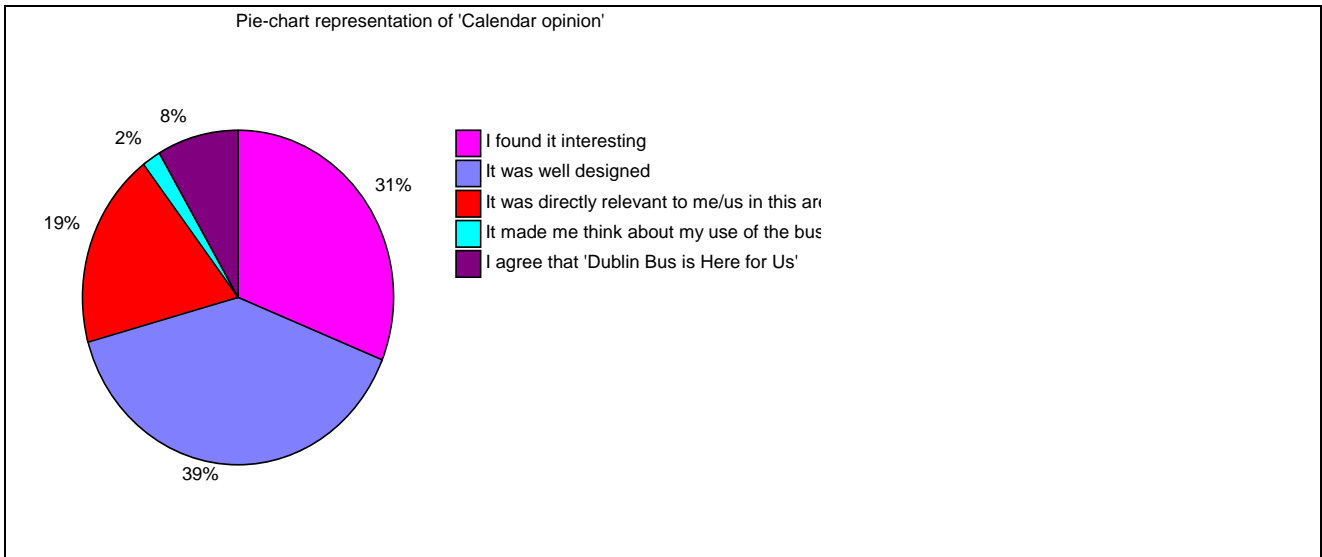 Pie-chart representation of 'Calendar opinion'
8%
2%
31%
19%
39%
I found it interesting
It was well designed
It was directly relevant to me/us in this are
It made me think about my use of the bus
I agree that 'Dublin Bus is Here for Us'